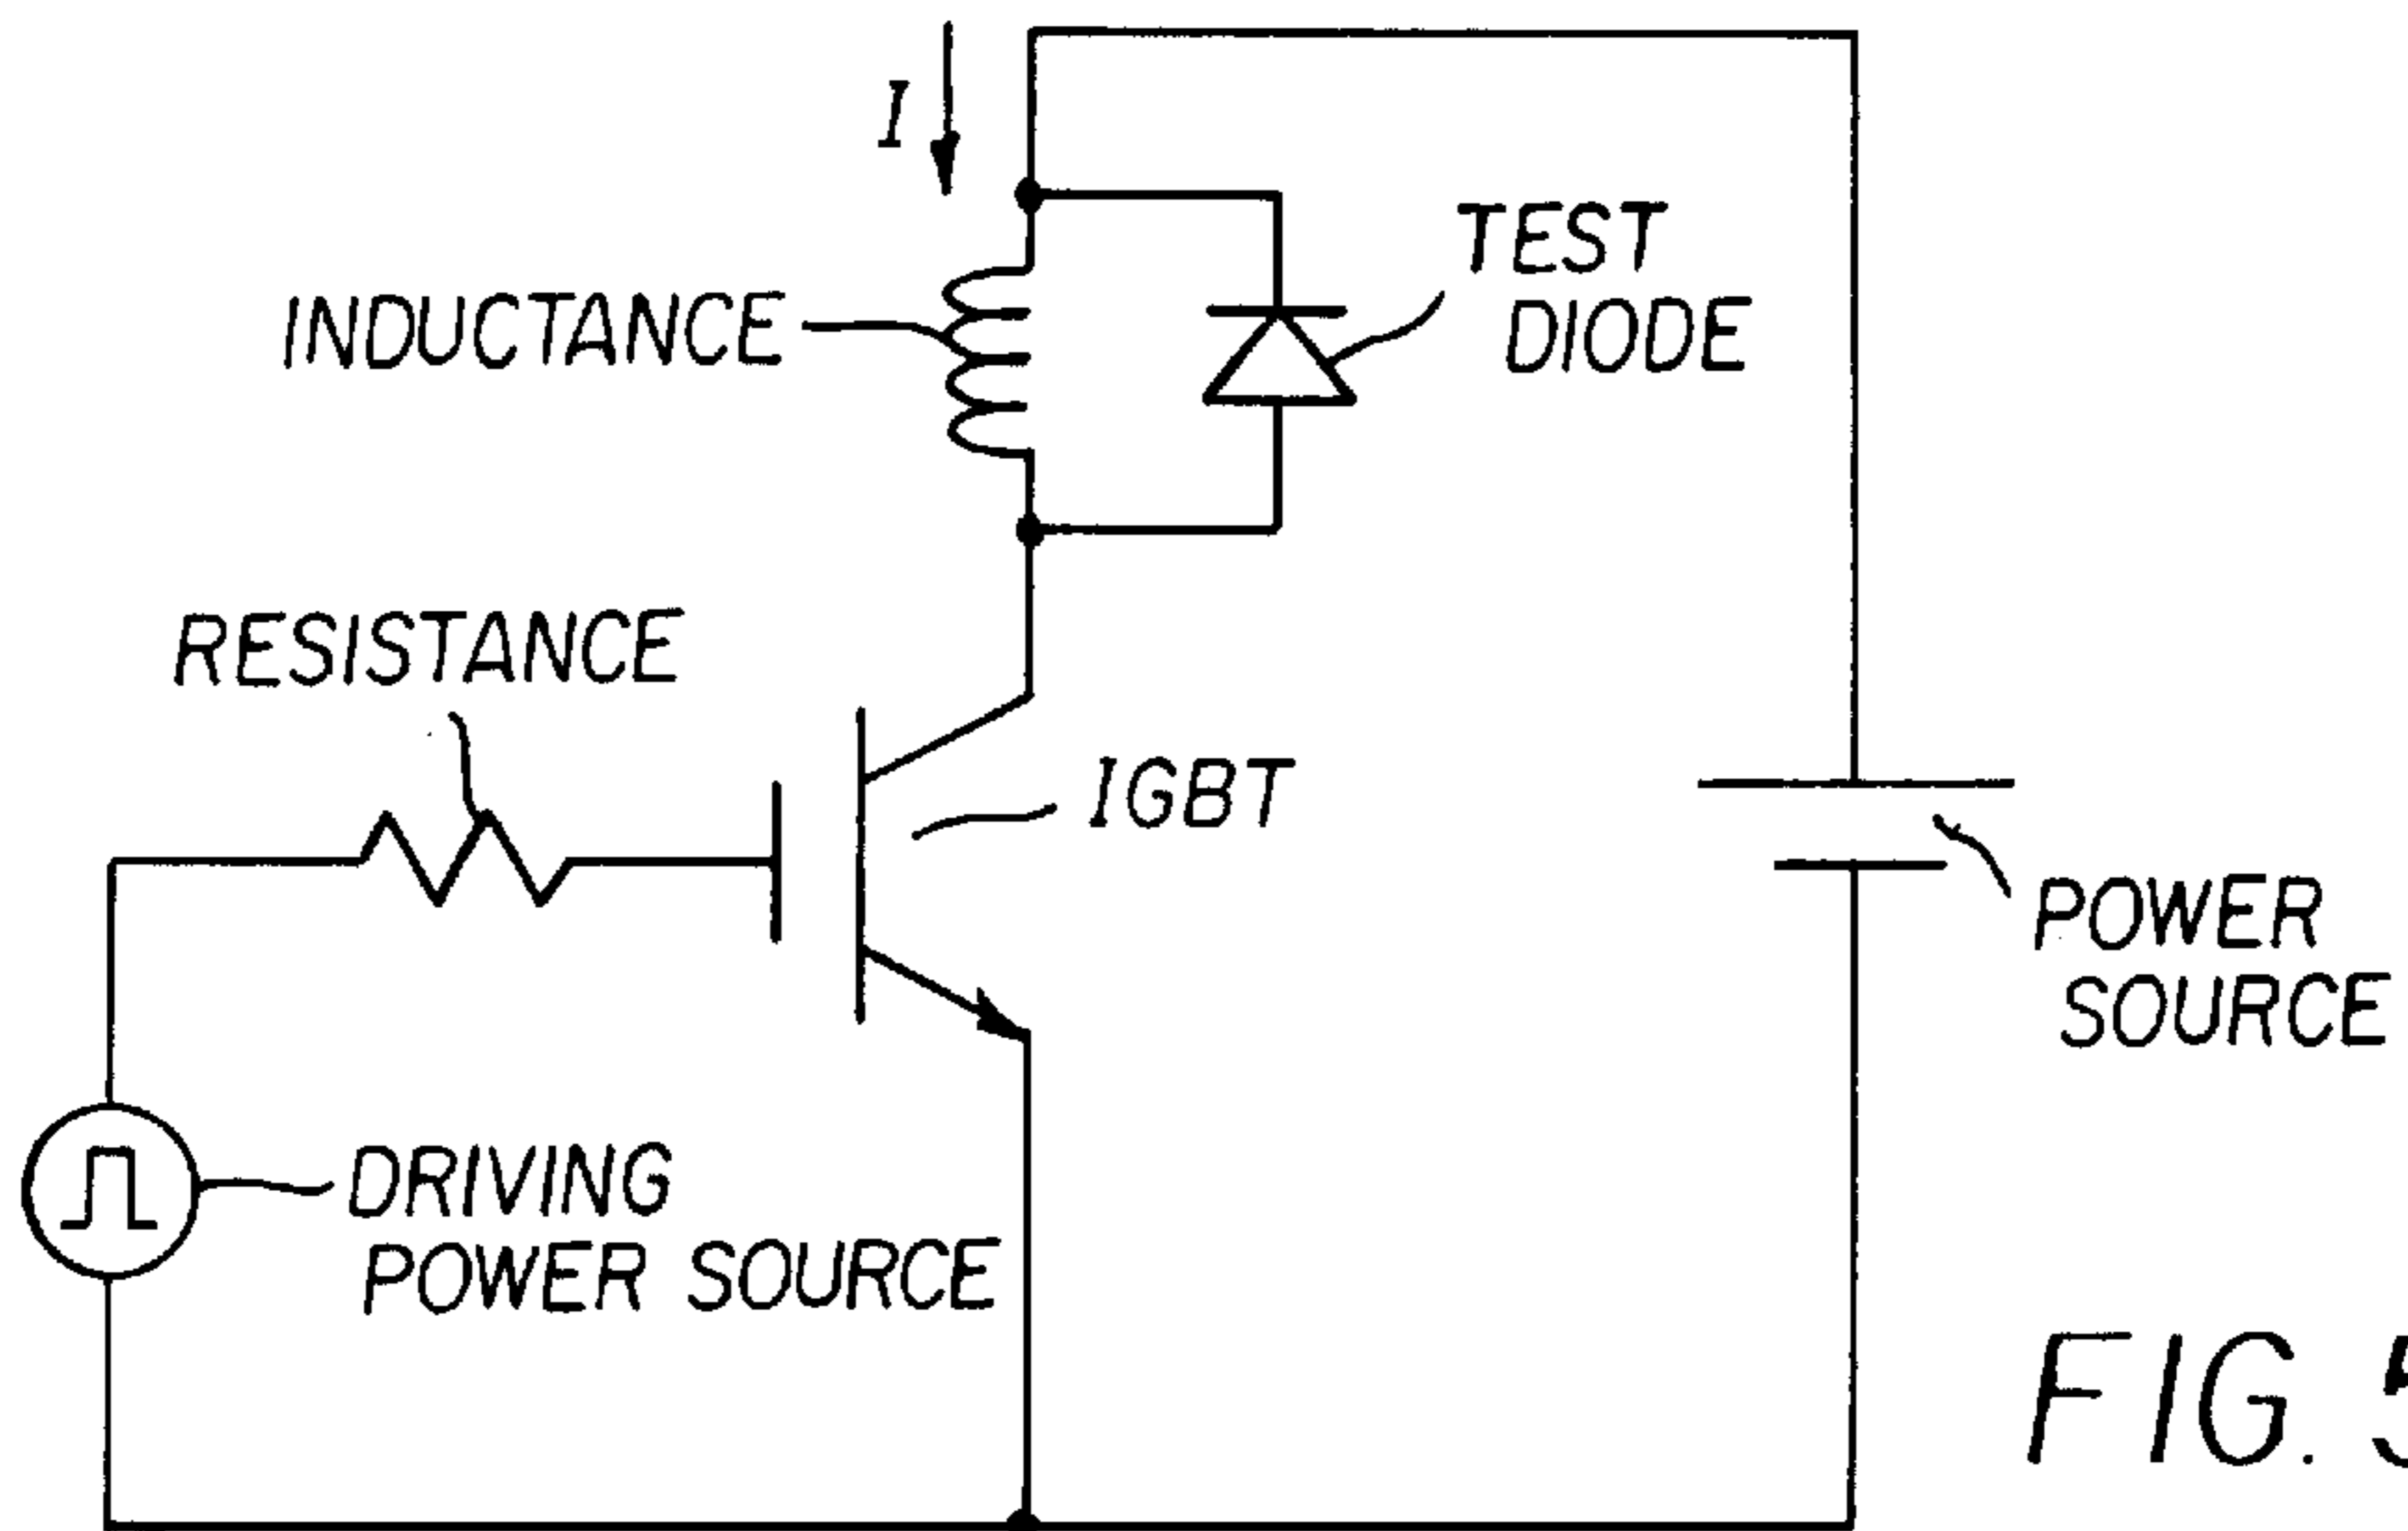 I
INDUCTANCE
TEST
DIODE
RESISTANCE
IGBT
POWER
SOURCE
DRIVING
POWER SOURCE
FIG. 5